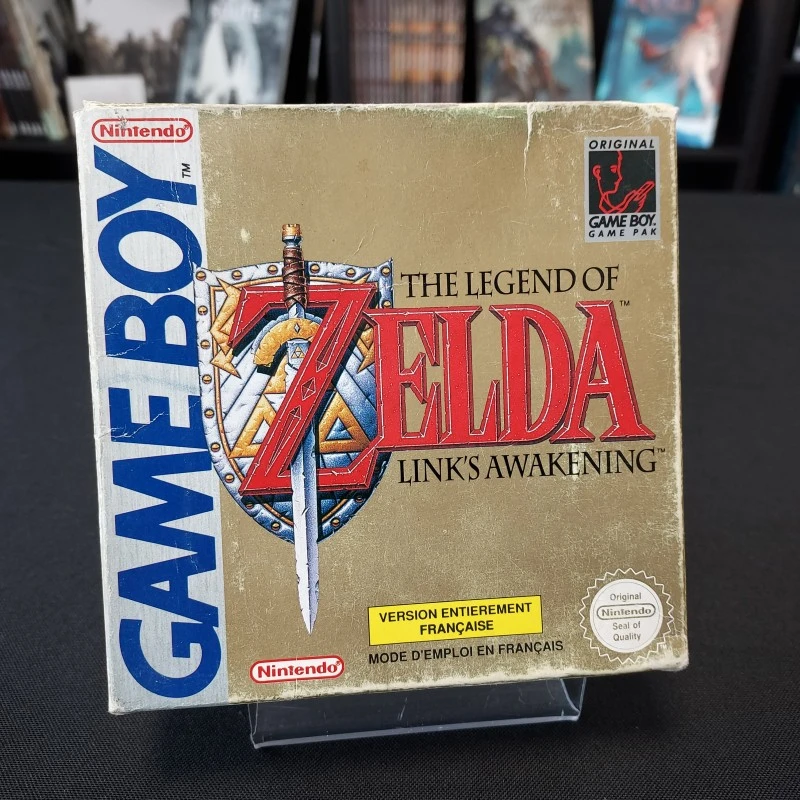 Nintendo®
GAME BOY™
ORIGINAL
GAME BOY.
GAME PAK
THE LEGEND OF
ZELDA™
LINK'S AWAKENING™
VERSION ENTIEREMENT
FRANÇAISE
MODE D'EMPLOI EN FRANÇAIS
Nintendo®
Original
Nintendo
Seal of
Quality